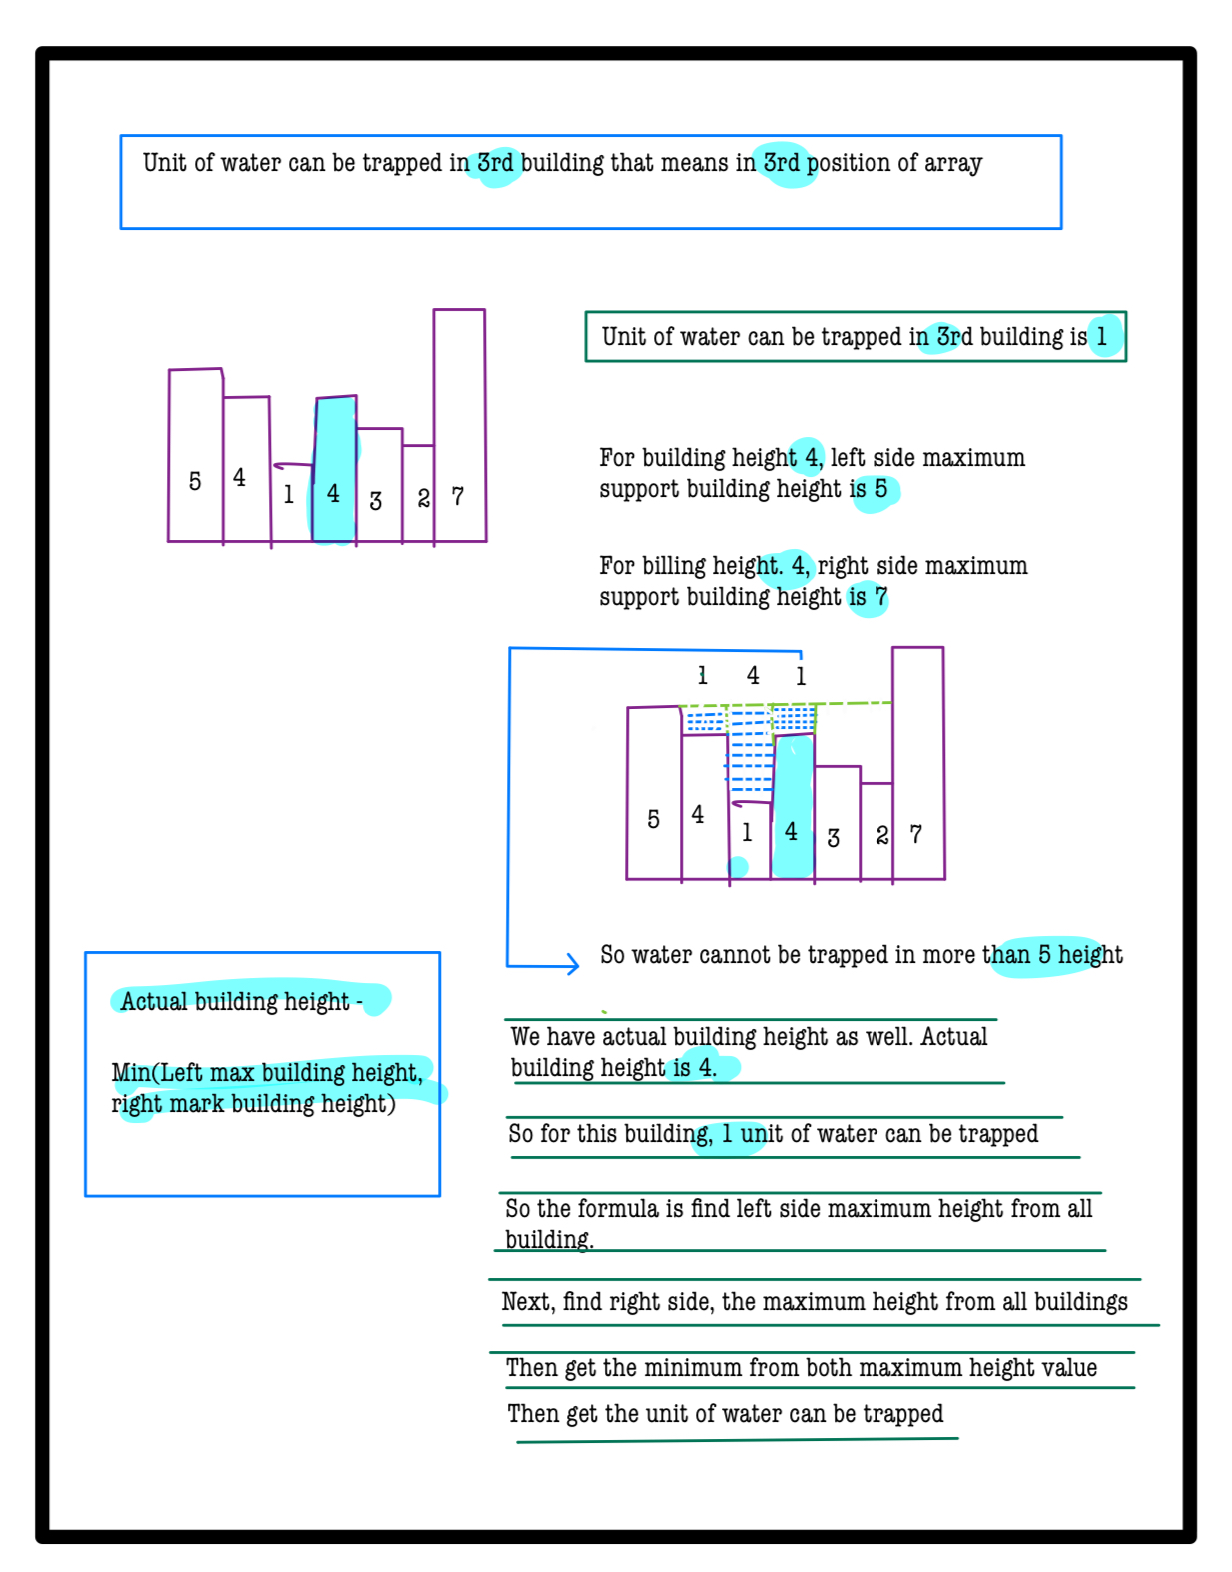 Unit of water can be trapped in 3rd building that means in 3rd position of array
Unit of water can be trapped in 3rd building is 1
5 4 1 4 3 2 7
For building height 4, left side maximum
support building height is 5
For billing height. 4, right side maximum
support building height is 7
1 4 1
5 4 1 4 3 2 7
So water cannot be trapped in more than 5 height
Actual building height -
Min(Left max building height,
right mark building height)
We have actual building height as well. Actual
building height is 4.
So for this building, 1 unit of water can be trapped
So the formula is find left side maximum height from all
building.
Next, find right side, the maximum height from all buildings
Then get the minimum from both maximum height value
Then get the unit of water can be trapped